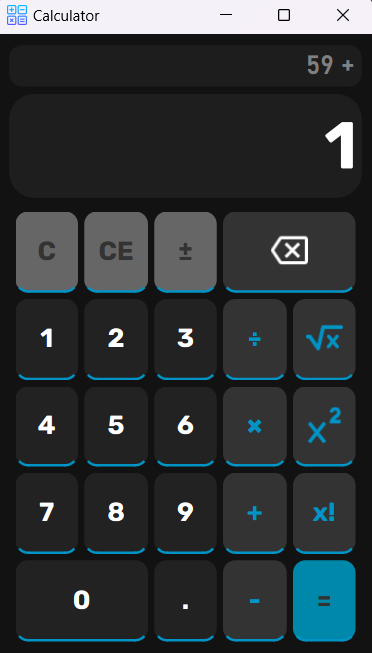 Calculator
59 +
1
C CE ±
1 2 3 ÷ √x
4 5 6 × x²
7 8 9 + x!
0 . - =